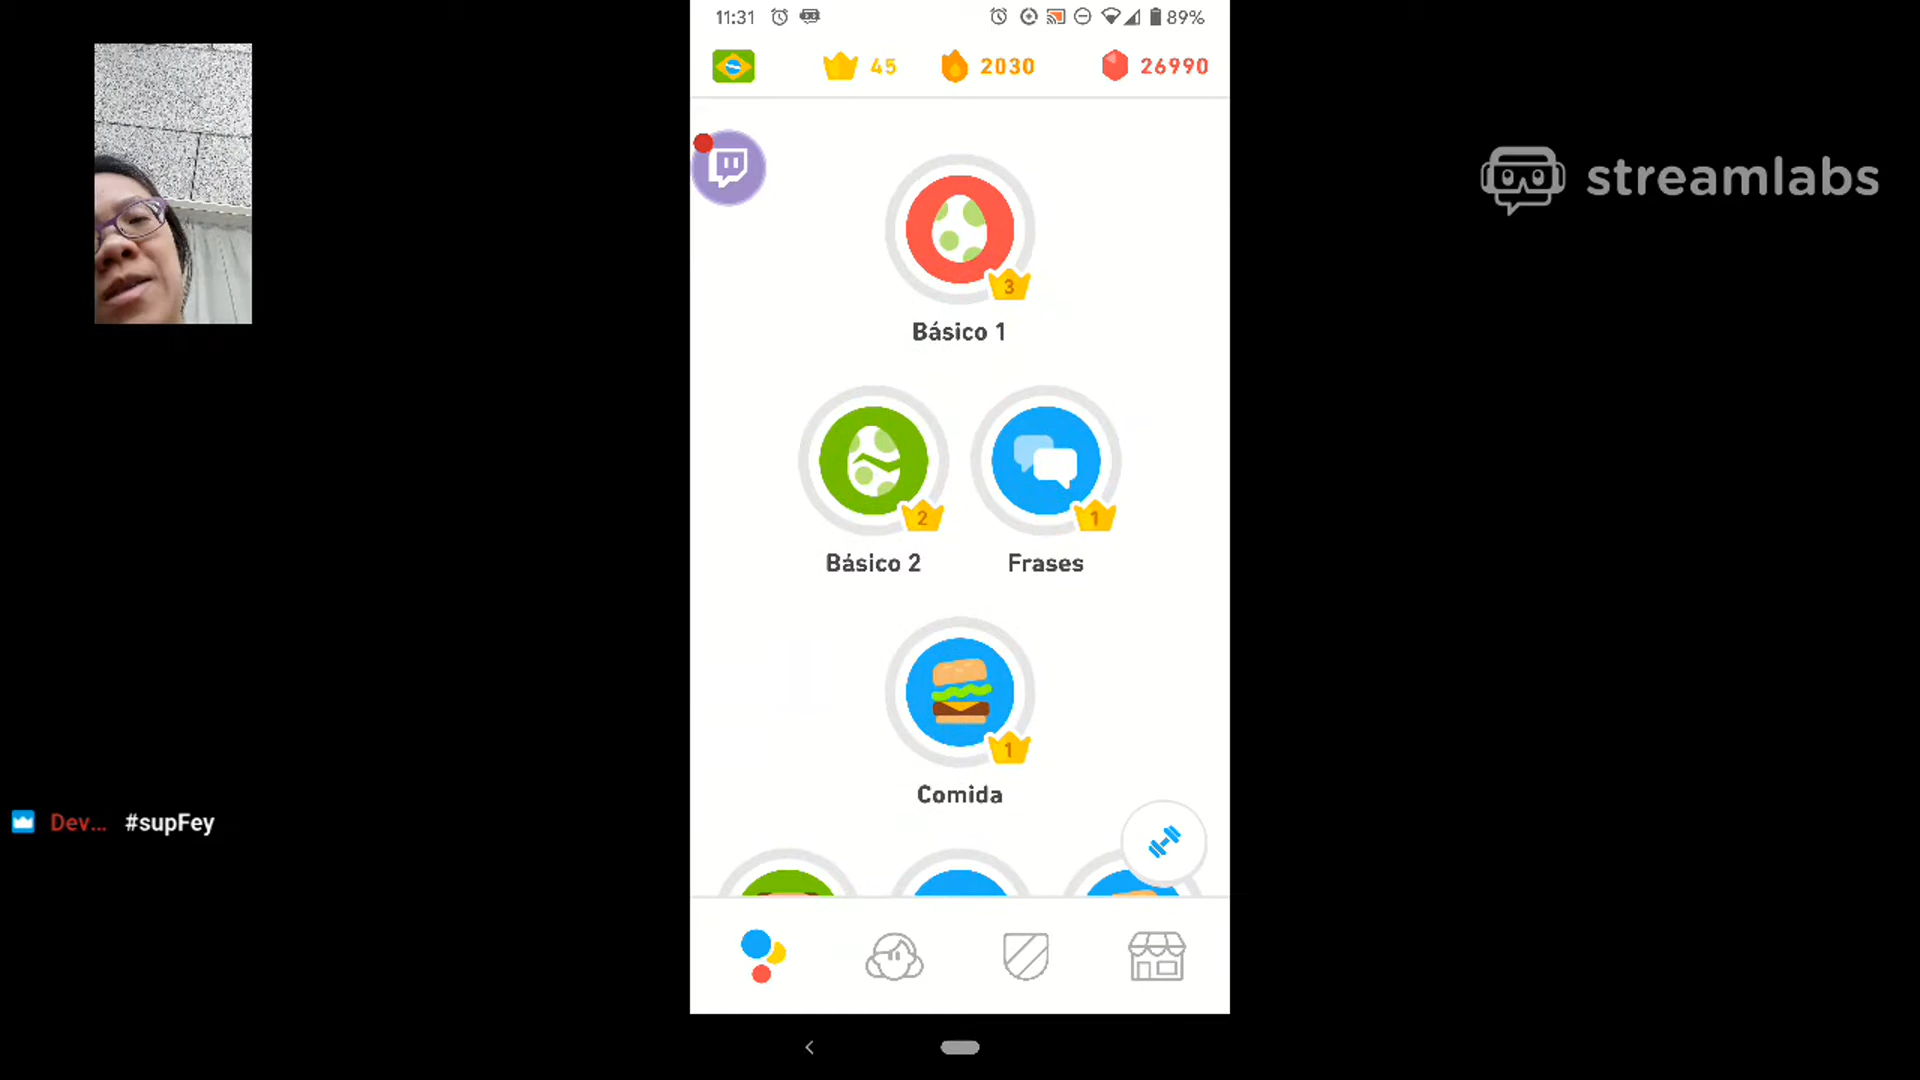 11:31
89%
45
2030
26990
streamlabs
3
Básico 1
2
1
Básico 2
Frases
1
Comida
Dev... #supFey